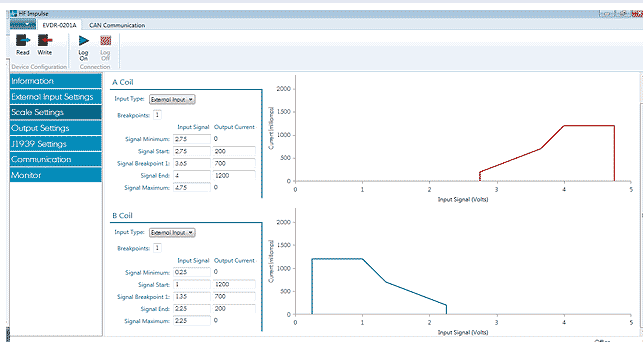 HF Impulse
EVDR-0201A CAN Communication
Read Write Log On Log Off
Device Configuration Connection
Information
External Input Settings
Scale Settings
Output Settings
J1939 Settings
Communication
Monitor
A Coil
Input Type: External Input
Breakpoints: 1
Input Signal Output Current
Signal Minimum: 2.75 0
Signal Start: 2.75 200
Signal Breakpoint 1: 3.65 700
Signal End: 4 1200
Signal Maximum: 4.75 0
Current (milliamps)
2000
1500
1000
500
0
0 1 2 3 4 5
Input Signal (Volts)
B Coil
Input Type: External Input
Breakpoints: 1
Input Signal Output Current
Signal Minimum: 0.25 0
Signal Start: 1 1200
Signal Breakpoint 1: 1.35 700
Signal End: 2.25 200
Signal Maximum: 2.25 0
Current (milliamps)
2000
1500
1000
500
0
0 1 2 3 4 5
Input Signal (Volts)